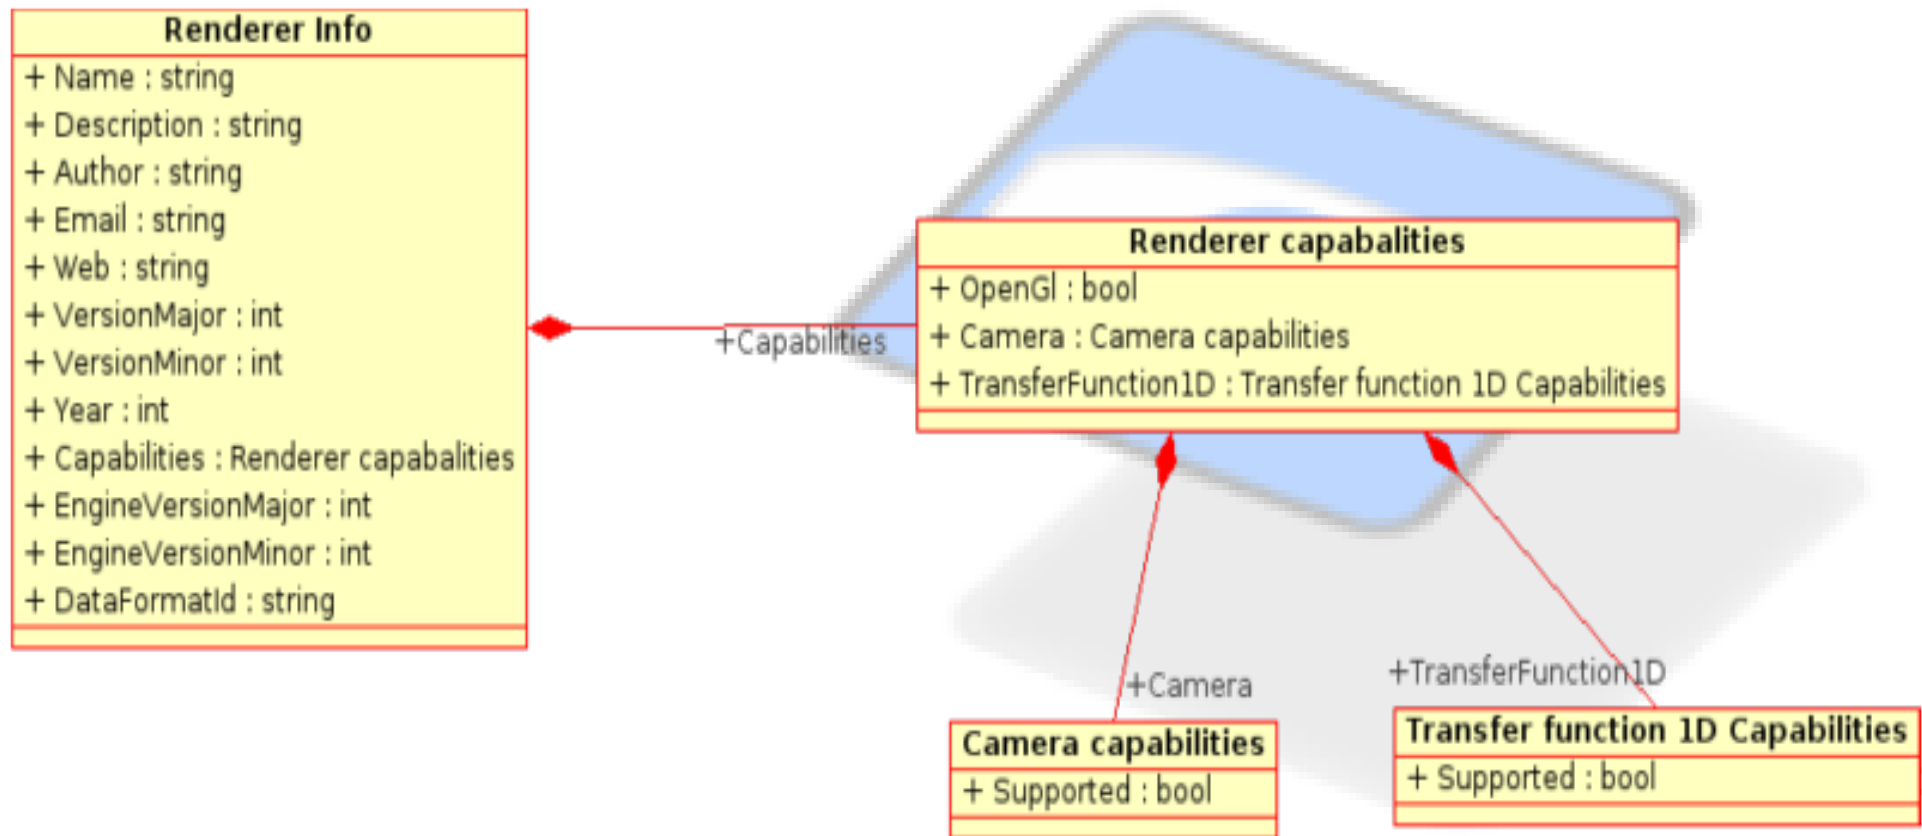 Renderer Info
+ Name : string
+ Description : string
+ Author : string
+ Email : string
+ Web : string
+ VersionMajor : int
+ VersionMinor : int
+ Year : int
+ Capabilities : Renderer capabalities
+ EngineVersionMajor : int
+ EngineVersionMinor : int
+ DataFormatId : string
+Capabilities
Renderer capabalities
+ OpenGl : bool
+ Camera : Camera capabilities
+ TransferFunction1D : Transfer function 1D Capabilities
+Camera
+TransferFunction1D
Camera capabilities
+ Supported : bool
Transfer function 1D Capabilities
+ Supported : bool